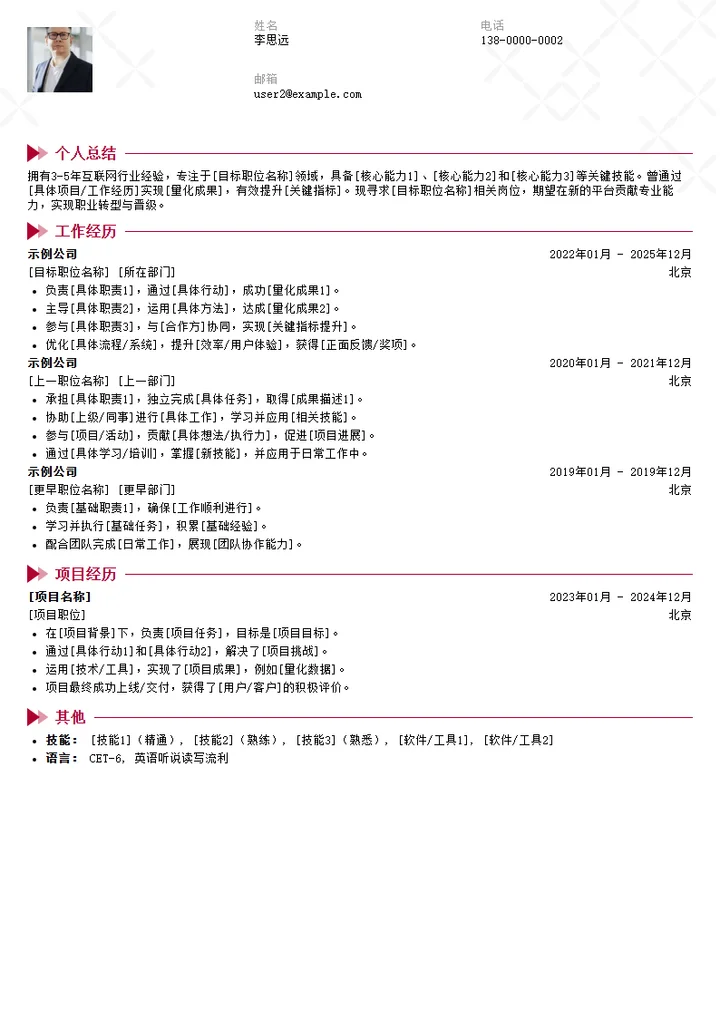 姓名
李思远
电话
138-0000-0002
邮箱
user2@example.com
个人总结
拥有3-5年互联网行业经验，专注于[目标职位名称]领域，具备[核心能力1]、[核心能力2]和[核心能力3]等关键技能。曾通过
[具体项目/工作经历]实现[量化成果]，有效提升[关键指标]。现寻求[目标职位名称]相关岗位，期望在新的平台贡献专业能
力，实现职业转型与晋级。
工作经历
示例公司 2022年01月 - 2025年12月
[目标职位名称] [所在部门] 北京
• 负责[具体职责1]，通过[具体行动]，成功[量化成果1]。
• 主导[具体职责2]，运用[具体方法]，达成[量化成果2]。
• 参与[具体职责3]，与[合作方]协同，实现[关键指标提升]。
• 优化[具体流程/系统]，提升[效率/用户体验]，获得[正面反馈/奖项]。
示例公司 2020年01月 - 2021年12月
[上一职位名称] [上一部门] 北京
• 承担[具体职责1]，独立完成[具体任务]，取得[成果描述1]。
• 协助[上级/同事]进行[具体工作]，学习并应用[相关技能]。
• 参与[项目/活动]，贡献[具体想法/执行力]，促进[项目进展]。
• 通过[具体学习/培训]，掌握[新技能]，并应用于日常工作中。
示例公司 2019年01月 - 2019年12月
[更早职位名称] [更早部门] 北京
• 负责[基础职责1]，确保[工作顺利进行]。
• 学习并执行[基础任务]，积累[基础经验]。
• 配合团队完成[日常工作]，展现[团队协作能力]。
项目经历
[项目名称] 2023年01月 - 2024年12月
[项目职位] 北京
• 在[项目背景]下，负责[项目任务]，目标是[项目目标]。
• 通过[具体行动1]和[具体行动2]，解决了[项目挑战]。
• 运用[技术/工具]，实现了[项目成果]，例如[量化数据]。
• 项目最终成功上线/交付，获得了[用户/客户]的积极评价。
其他
• 技能： [技能1]（精通）, [技能2]（熟练）, [技能3]（熟悉）, [软件/工具1], [软件/工具2]
• 语言： CET-6, 英语听说读写流利